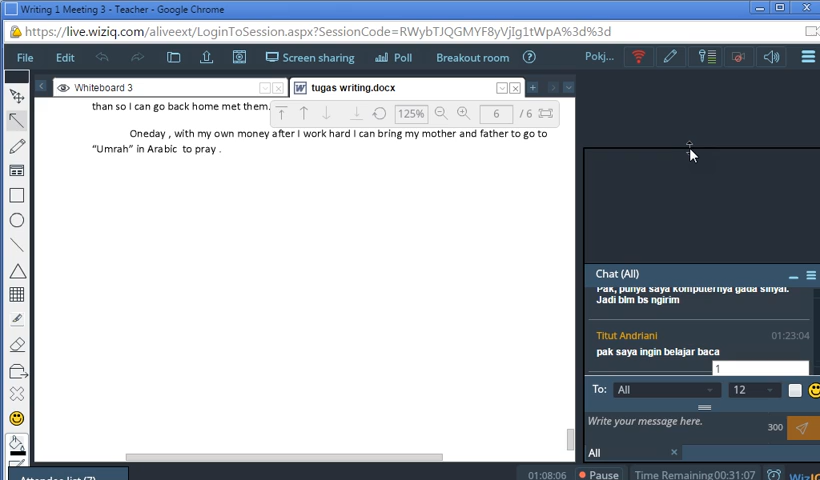 Writing 1 Meeting 3 - Teacher - Google Chrome
https://live.wiziq.com/aliveext/LoginToSession.aspx?SessionCode=RWybTJQGMYF8yVjIg1tWpA%3d%3d
File Edit Screen sharing Poll Breakout room ? Pokj...
Whiteboard 3 tugas writing.docx
than so I can go back home met them.
125% 6 / 6
Oneday , with my own money after I work hard I can bring my mother and father to go to
“Umrah” in Arabic to pray .
Chat (All)
Pak, punya saya komputernya gada sinyal.
Jadi blm bs ngirim
Titut Andriani 01:23:04
pak saya ingin belajar baca
1
To: All 12
Write your message here. 300
All
Attendee list (7)
01:08:06 Pause Time Remaining 00:31:07